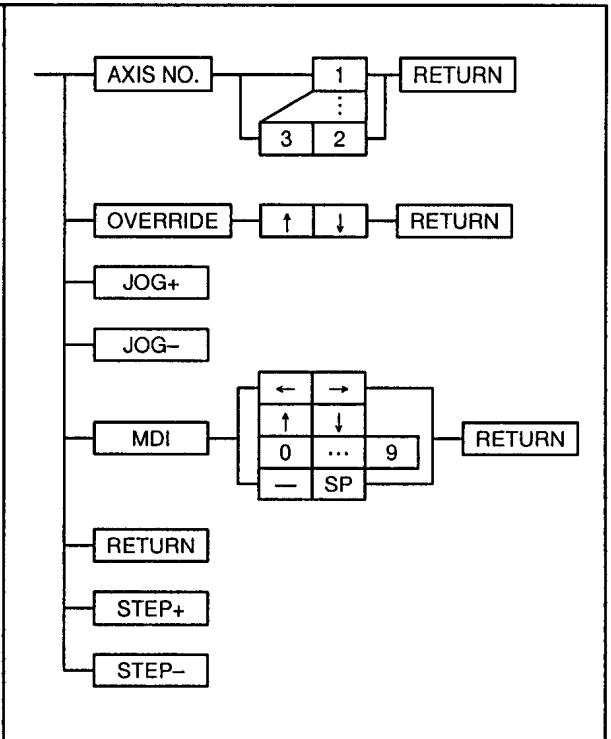 AXIS NO. 1 RETURN
⋮
3 2
OVERRIDE ↑ ↓ RETURN
JOG+
JOG−
← →
↑ ↓
MDI RETURN
0 ⋯ 9
— SP
RETURN
STEP+
STEP−